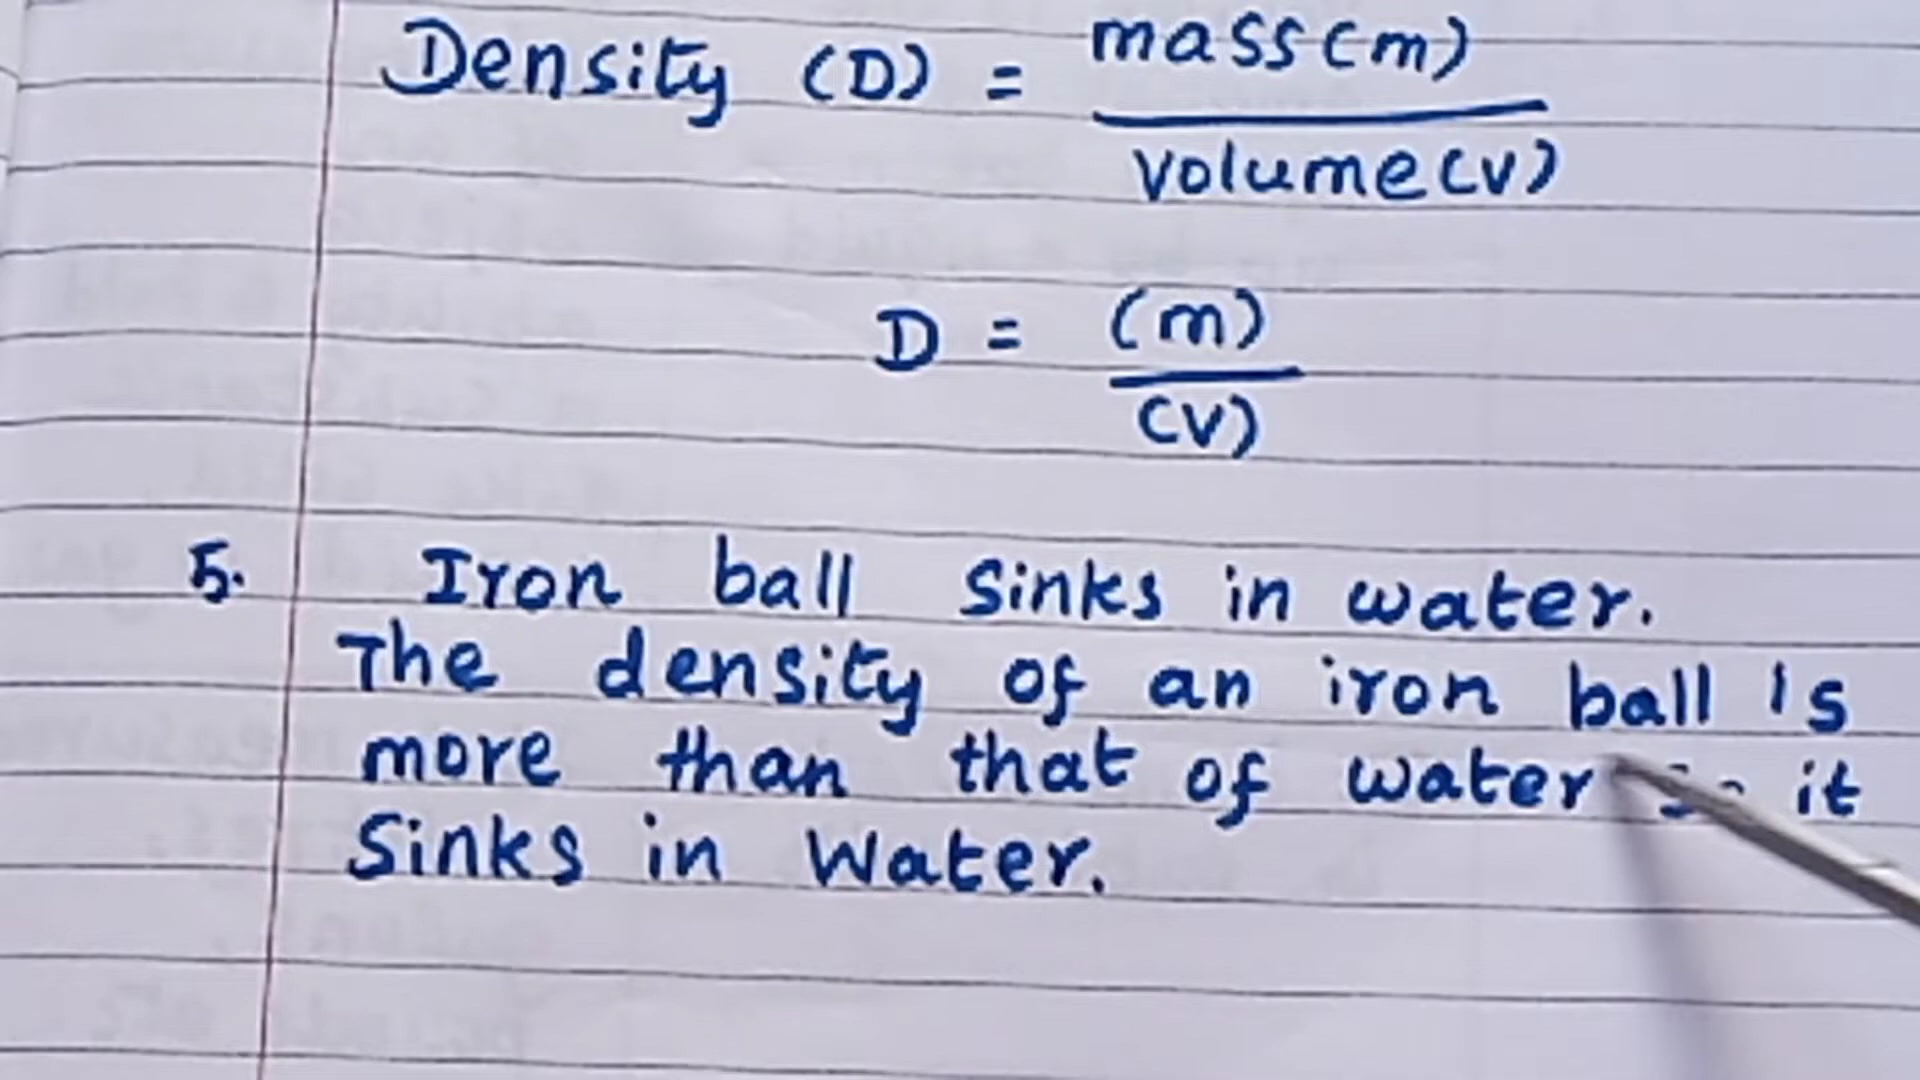 Density (D) = mass(m)
volume(v)
D = (m)
(v)
5. Iron ball sinks in water.
The density of an iron ball is
more than that of water so it
Sinks in Water.